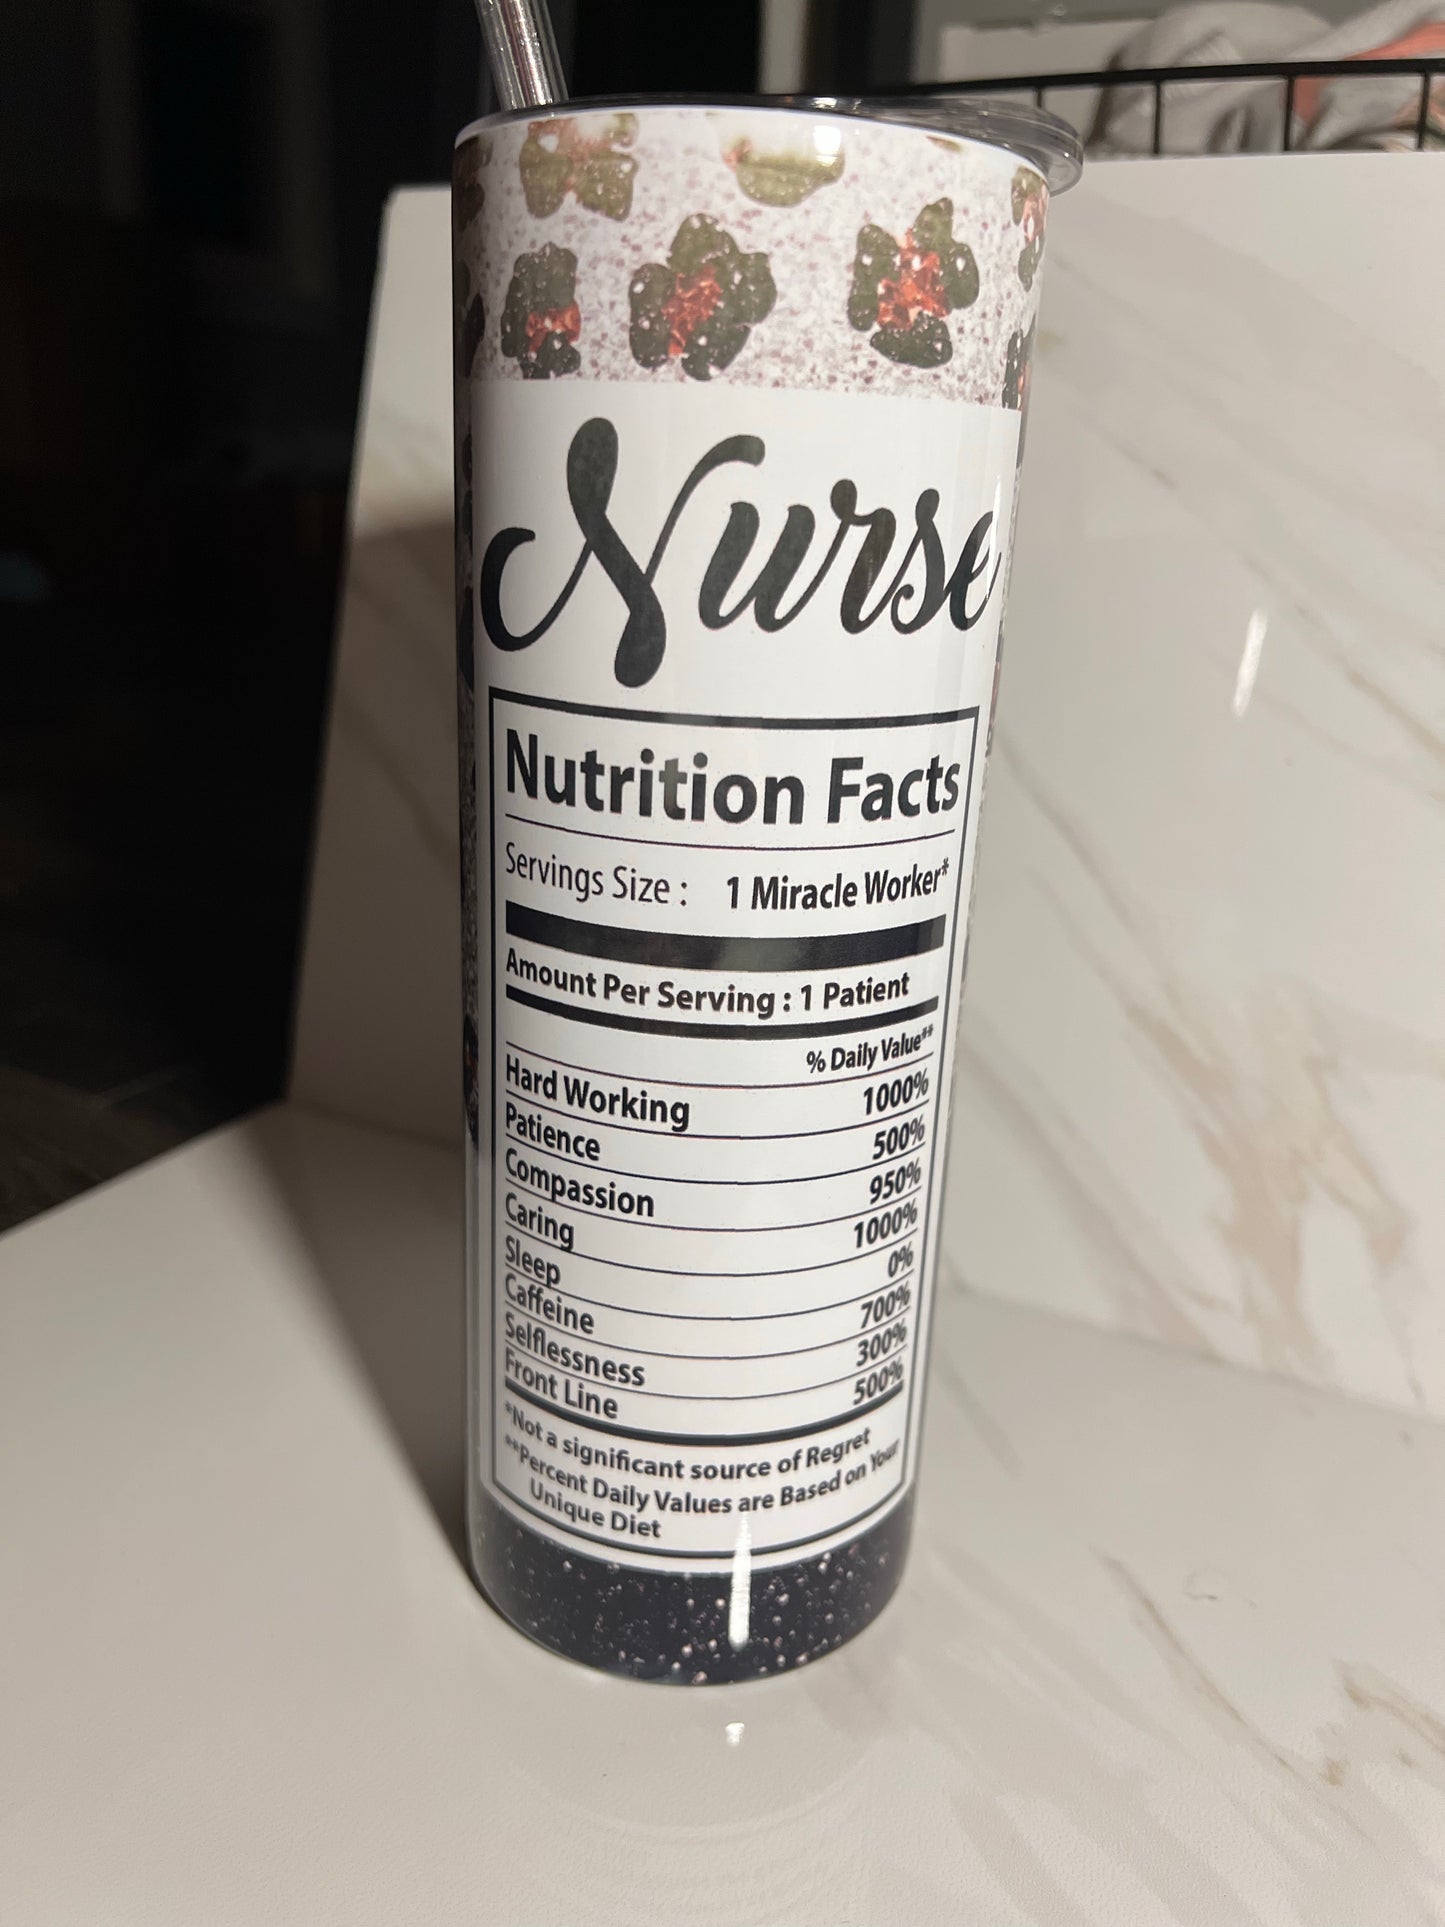 Nurse
Nutrition Facts
Servings Size : 1 Miracle Worker*
Amount Per Serving : 1 Patient
% Daily Value**
Hard Working 1000%
Patience 500%
Compassion 950%
Caring 1000%
Sleep 0%
Caffeine 700%
Selflessness 300%
Front Line 500%
*Not a significant source of Regret
**Percent Daily Values are Based on Your
Unique Diet